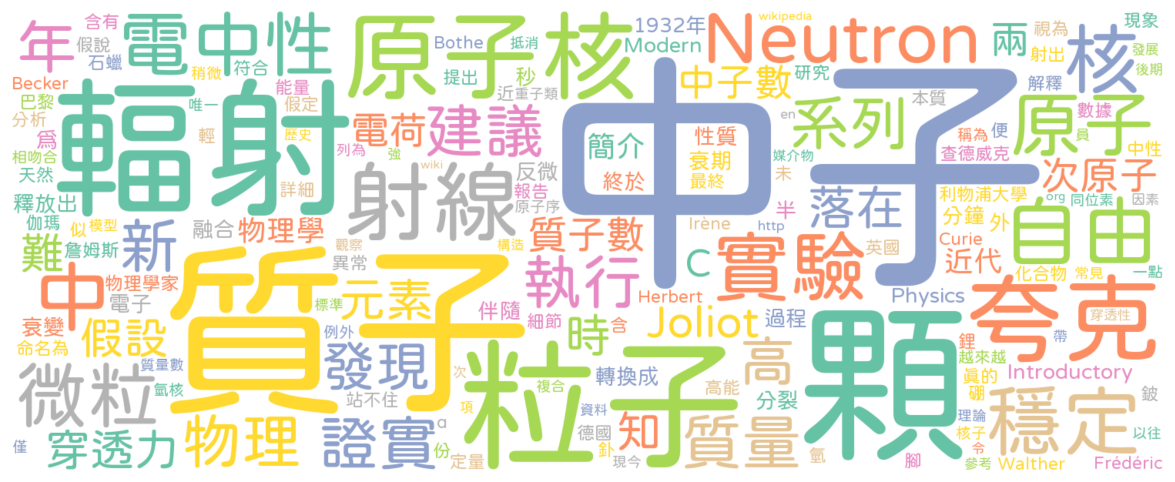 含有
年
假說
石蠟
電中性
稍微
符合
原子核
Bothe
抵消
提出
秒
近
重子類
1932年
Modern
Neutron
wikipedia
中子數
研究
兩
視為
射出
核
現象
發展
後期
解釋
Becker
巴黎
分析
為
唯一
輕
能量
假定
歷史
列為
輻射
電荷
強
建議
中子
簡介
性質
衰期
終於
最終
en
系列
媒介物
未
本質
稱為
便
查德威克
原子
數據
員
中性
次原子
相吻合
天然
釋放出
伽瑪
似
模型
詹姆斯
詳細
融合
物理學
射線
wiki
反微
報告
原子序
質子數
Irène
半
http
落在
利物浦大學
分鐘
外
org
同位素
因素
自由
難
新
中
物理學家
電子
衰變
命名為
假設
觀察
異常
構造
標準
例外
質子
元素
伴隨
執行
細節
含
C
Herbert
實驗
英國
Curie
近代
化合物
常見
一點
Physics
夸克
穿透性
帶
鋰
越來越
質量數
氫核
微粒
發現
站不住
次
項
粒子
複合
時
Joliot
過程
轉換成
高
高能
分裂
顆
真的
硼
Introductory
理論
核子
令
穩定
鈹
以往
僅
穿透力
物理
證實
a
份
定量
資料
德國
釙
現今
知
質量
氫
腳
參考
Walther
Frédéric